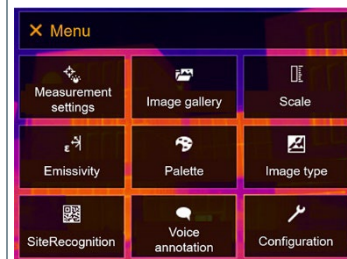 Menu
Measurement
settings
Image gallery
Scale
ε
Emissivity
Palette
Image type
SiteRecognition
Voice
annotation
Configuration